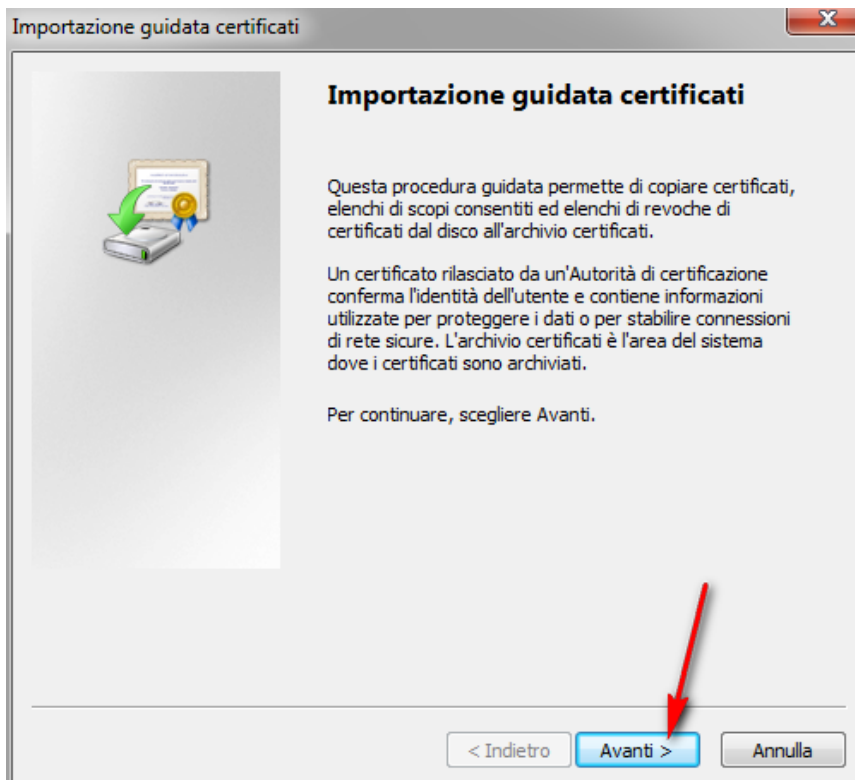 Importazione guidata certificati
Importazione guidata certificati
Questa procedura guidata permette di copiare certificati,
elenchi di scopi consentiti ed elenchi di revoche di
certificati dal disco all'archivio certificati.
Un certificato rilasciato da un'Autorità di certificazione
conferma l'identità dell'utente e contiene informazioni
utilizzate per proteggere i dati o per stabilire connessioni
di rete sicure. L'archivio certificati è l'area del sistema
dove i certificati sono archiviati.
Per continuare, scegliere Avanti.
< Indietro Avanti > Annulla